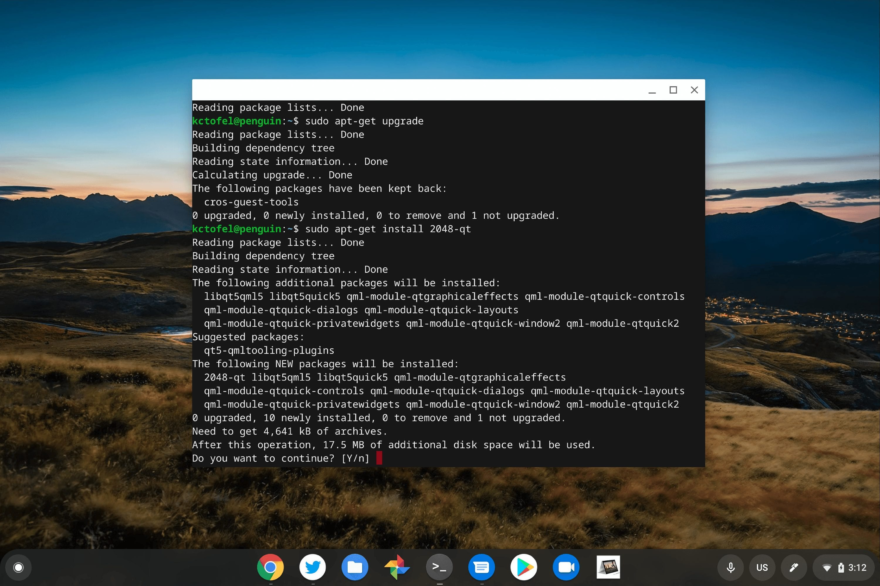 Reading package lists... Done
kctofel@penguin:~$ sudo apt-get upgrade
Reading package lists... Done
Building dependency tree
Reading state information... Done
Calculating upgrade... Done
The following packages have been kept back:
  cros-guest-tools
0 upgraded, 0 newly installed, 0 to remove and 1 not upgraded.
kctofel@penguin:~$ sudo apt-get install 2048-qt
Reading package lists... Done
Building dependency tree
Reading state information... Done
The following additional packages will be installed:
  libqt5qml5 libqt5quick5 qml-module-qtgraphicaleffects qml-module-qtquick-controls
  qml-module-qtquick-dialogs qml-module-qtquick-layouts
  qml-module-qtquick-privatewidgets qml-module-qtquick-window2 qml-module-qtquick2
Suggested packages:
  qt5-qmltooling-plugins
The following NEW packages will be installed:
  2048-qt libqt5qml5 libqt5quick5 qml-module-qtgraphicaleffects
  qml-module-qtquick-controls qml-module-qtquick-dialogs qml-module-qtquick-layouts
  qml-module-qtquick-privatewidgets qml-module-qtquick-window2 qml-module-qtquick2
0 upgraded, 10 newly installed, 0 to remove and 1 not upgraded.
Need to get 4,641 kB of archives.
After this operation, 17.5 MB of additional disk space will be used.
Do you want to continue? [Y/n]
US 3:12